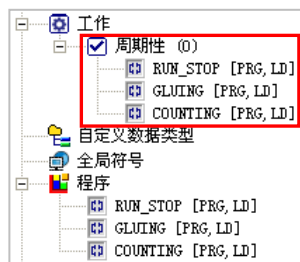 工作
周期性 (0)
RUN_STOP [PRG, LD]
GLUING [PRG, LD]
COUNTING [PRG, LD]
自定义数据类型
全局符号
程序
RUN_STOP [PRG, LD]
GLUING [PRG, LD]
COUNTING [PRG, LD]